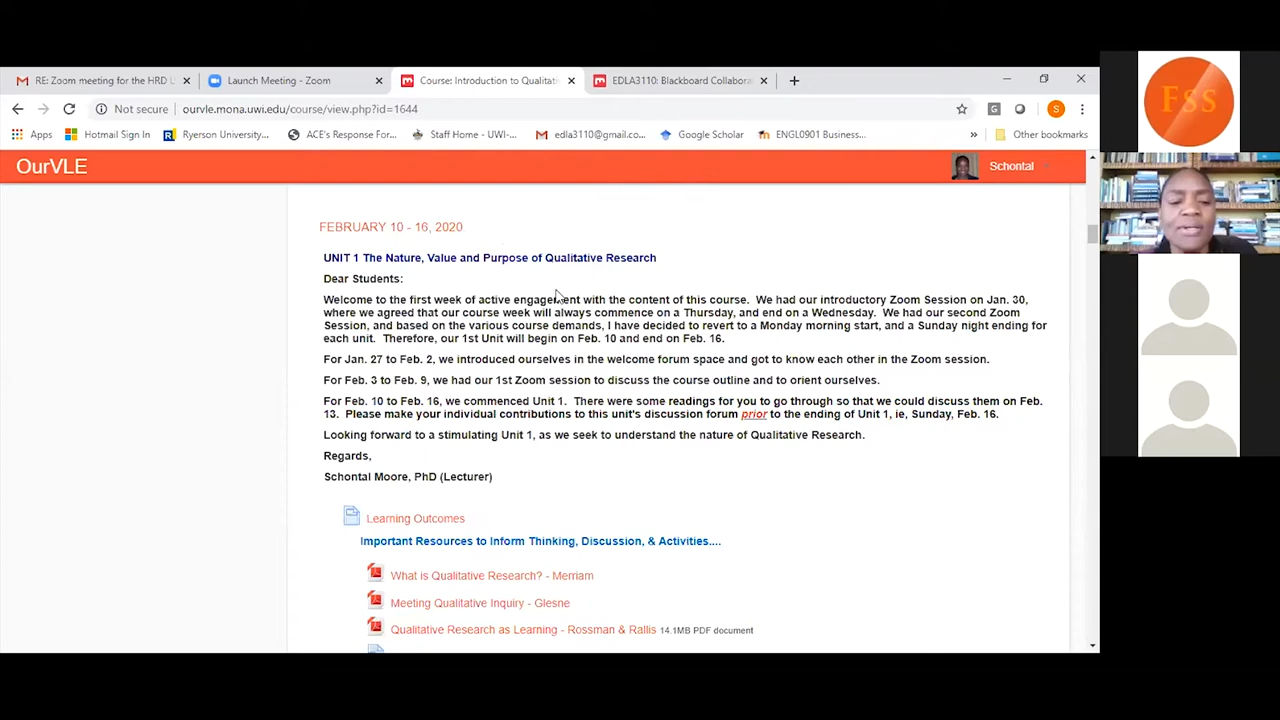 RE: Zoom meeting for the HRD U
Launch Meeting - Zoom
Course: Introduction to Qualitat
EDLA3110: Blackboard Collabora
Not secure
ourvle.mona.uwi.edu/course/view.php?id=1644
G
S
Apps
Hotmail Sign In
Ryerson University...
ACE's Response For...
Staff Home - UWI-...
edla3110@gmail.co...
Google Scholar
ENGL0901 Business...
»
Other bookmarks
OurVLE
Schontal
FSS
FEBRUARY 10 - 16, 2020
UNIT 1 The Nature, Value and Purpose of Qualitative Research
Dear Students:
Welcome to the first week of active engagement with the content of this course. We had our introductory Zoom Session on Jan. 30,
where we agreed that our course week will always commence on a Thursday, and end on a Wednesday. We had our second Zoom
Session, and based on the various course demands, I have decided to revert to a Monday morning start, and a Sunday night ending for
each unit. Therefore, our 1st Unit will begin on Feb. 10 and end on Feb. 16.
For Jan. 27 to Feb. 2, we introduced ourselves in the welcome forum space and got to know each other in the Zoom session.
For Feb. 3 to Feb. 9, we had our 1st Zoom session to discuss the course outline and to orient ourselves.
For Feb. 10 to Feb. 16, we commenced Unit 1. There were some readings for you to go through so that we could discuss them on Feb.
13. Please make your individual contributions to this unit's discussion forum prior to the ending of Unit 1, ie, Sunday, Feb. 16.
Looking forward to a stimulating Unit 1, as we seek to understand the nature of Qualitative Research.
Regards,
Schontal Moore, PhD (Lecturer)
Learning Outcomes
Important Resources to Inform Thinking, Discussion, & Activities....
What is Qualitative Research? - Merriam
Meeting Qualitative Inquiry - Glesne
Qualitative Research as Learning - Rossman & Rallis 14.1MB PDF document